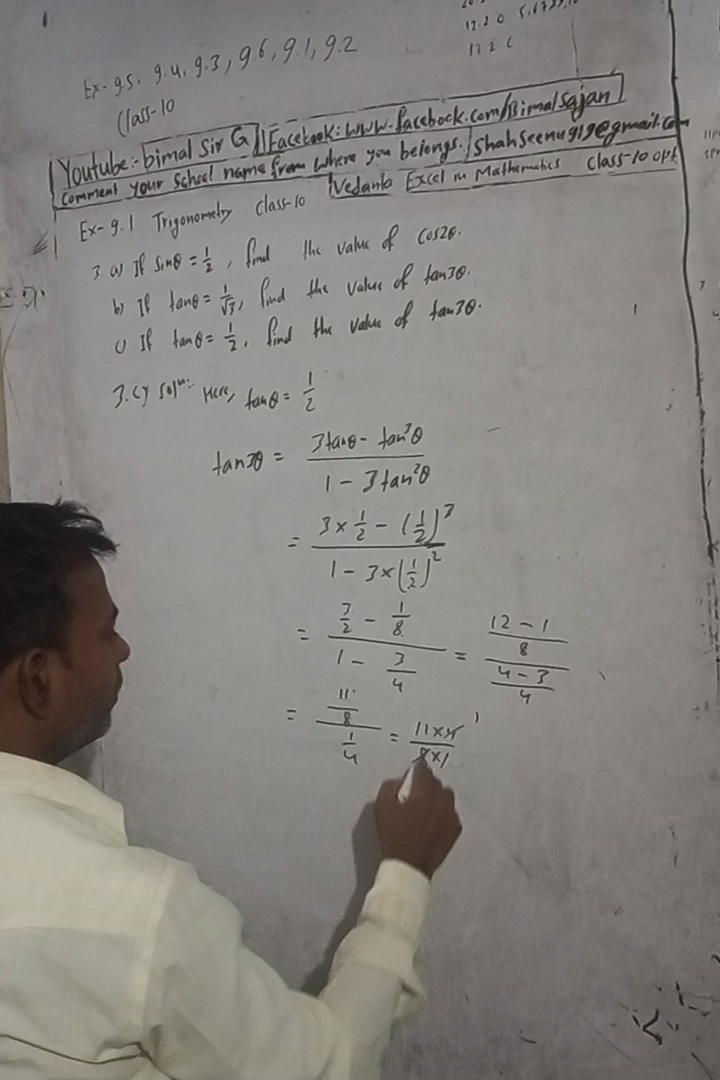 Ex- 9.5, 9.4, 9.3, 9.6, 9.1, 9.2
Class-10
Youtube:- bimal Sir G || Facebook: www.facebook.com/Bimalsajan
Comment your School name from where you belongs. / Shahseenu919@gmail.com
Ex- 9.1 Trigonometry Class-10 Vedanta Excel in Mathematics Class-10 opt
3. a) If sinθ = 1/2, find the value of cos2θ.
b) If tanθ = 1/√3, find the value of tan3θ.
c) If tanθ = 1/2, find the value of tan3θ.
3. c) Solⁿ: Here, tanθ = 1/2
tan3θ = (3tanθ - tan³θ)/(1 - 3tan²θ)
= (3×1/2 - (1/2)³)/(1 - 3×(1/2)²)
= (3/2 - 1/8)/(1 - 3/4) = ((12 - 1)/8)/((4 - 3)/4)
= (11/8)/(1/4) = (11×4)/(8×1) 1